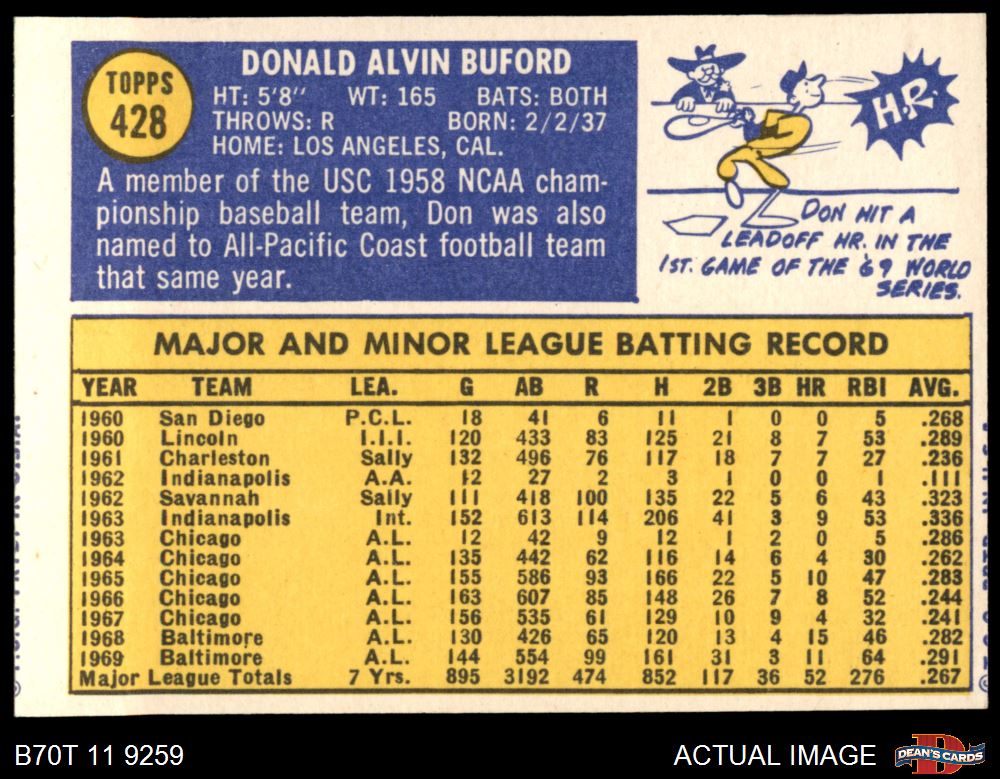 TOPPS
428
DONALD ALVIN BUFORD
HT: 5'8" WT: 165 BATS: BOTH
THROWS: R BORN: 2/2/37
HOME: LOS ANGELES, CAL.
A member of the USC 1958 NCAA cham-
pionship baseball team, Don was also
named to All-Pacific Coast football team
that same year.
H.R.
DON HIT A
LEADOFF HR. IN THE
1ST. GAME OF THE '69 WORLD
SERIES.
MAJOR AND MINOR LEAGUE BATTING RECORD
YEAR TEAM LEA. G AB R H 2B 3B HR RBI AVG.
1960 San Diego P.C.L. 18 41 6 11 1 0 0 5 .268
1960 Lincoln I.I.I. 120 433 83 125 21 8 7 53 .289
1961 Charleston Sally 132 496 76 117 18 7 7 27 .236
1962 Indianapolis A.A. 12 27 2 3 1 0 0 1 .111
1962 Savannah Sally 111 418 100 135 22 5 6 43 .323
1963 Indianapolis Int. 152 613 114 206 41 3 9 53 .336
1963 Chicago A.L. 12 42 9 12 1 2 0 5 .286
1964 Chicago A.L. 135 442 62 116 14 6 4 30 .262
1965 Chicago A.L. 155 586 93 166 22 5 10 47 .283
1966 Chicago A.L. 163 607 85 148 26 7 8 52 .244
1967 Chicago A.L. 156 535 61 129 10 9 4 32 .241
1968 Baltimore A.L. 130 426 65 120 13 4 15 46 .282
1969 Baltimore A.L. 144 554 99 161 31 3 11 64 .291
Major League Totals 7 Yrs. 895 3192 474 852 117 36 52 276 .267
B70T 11 9259
ACTUAL IMAGE
DEAN'S CARDS